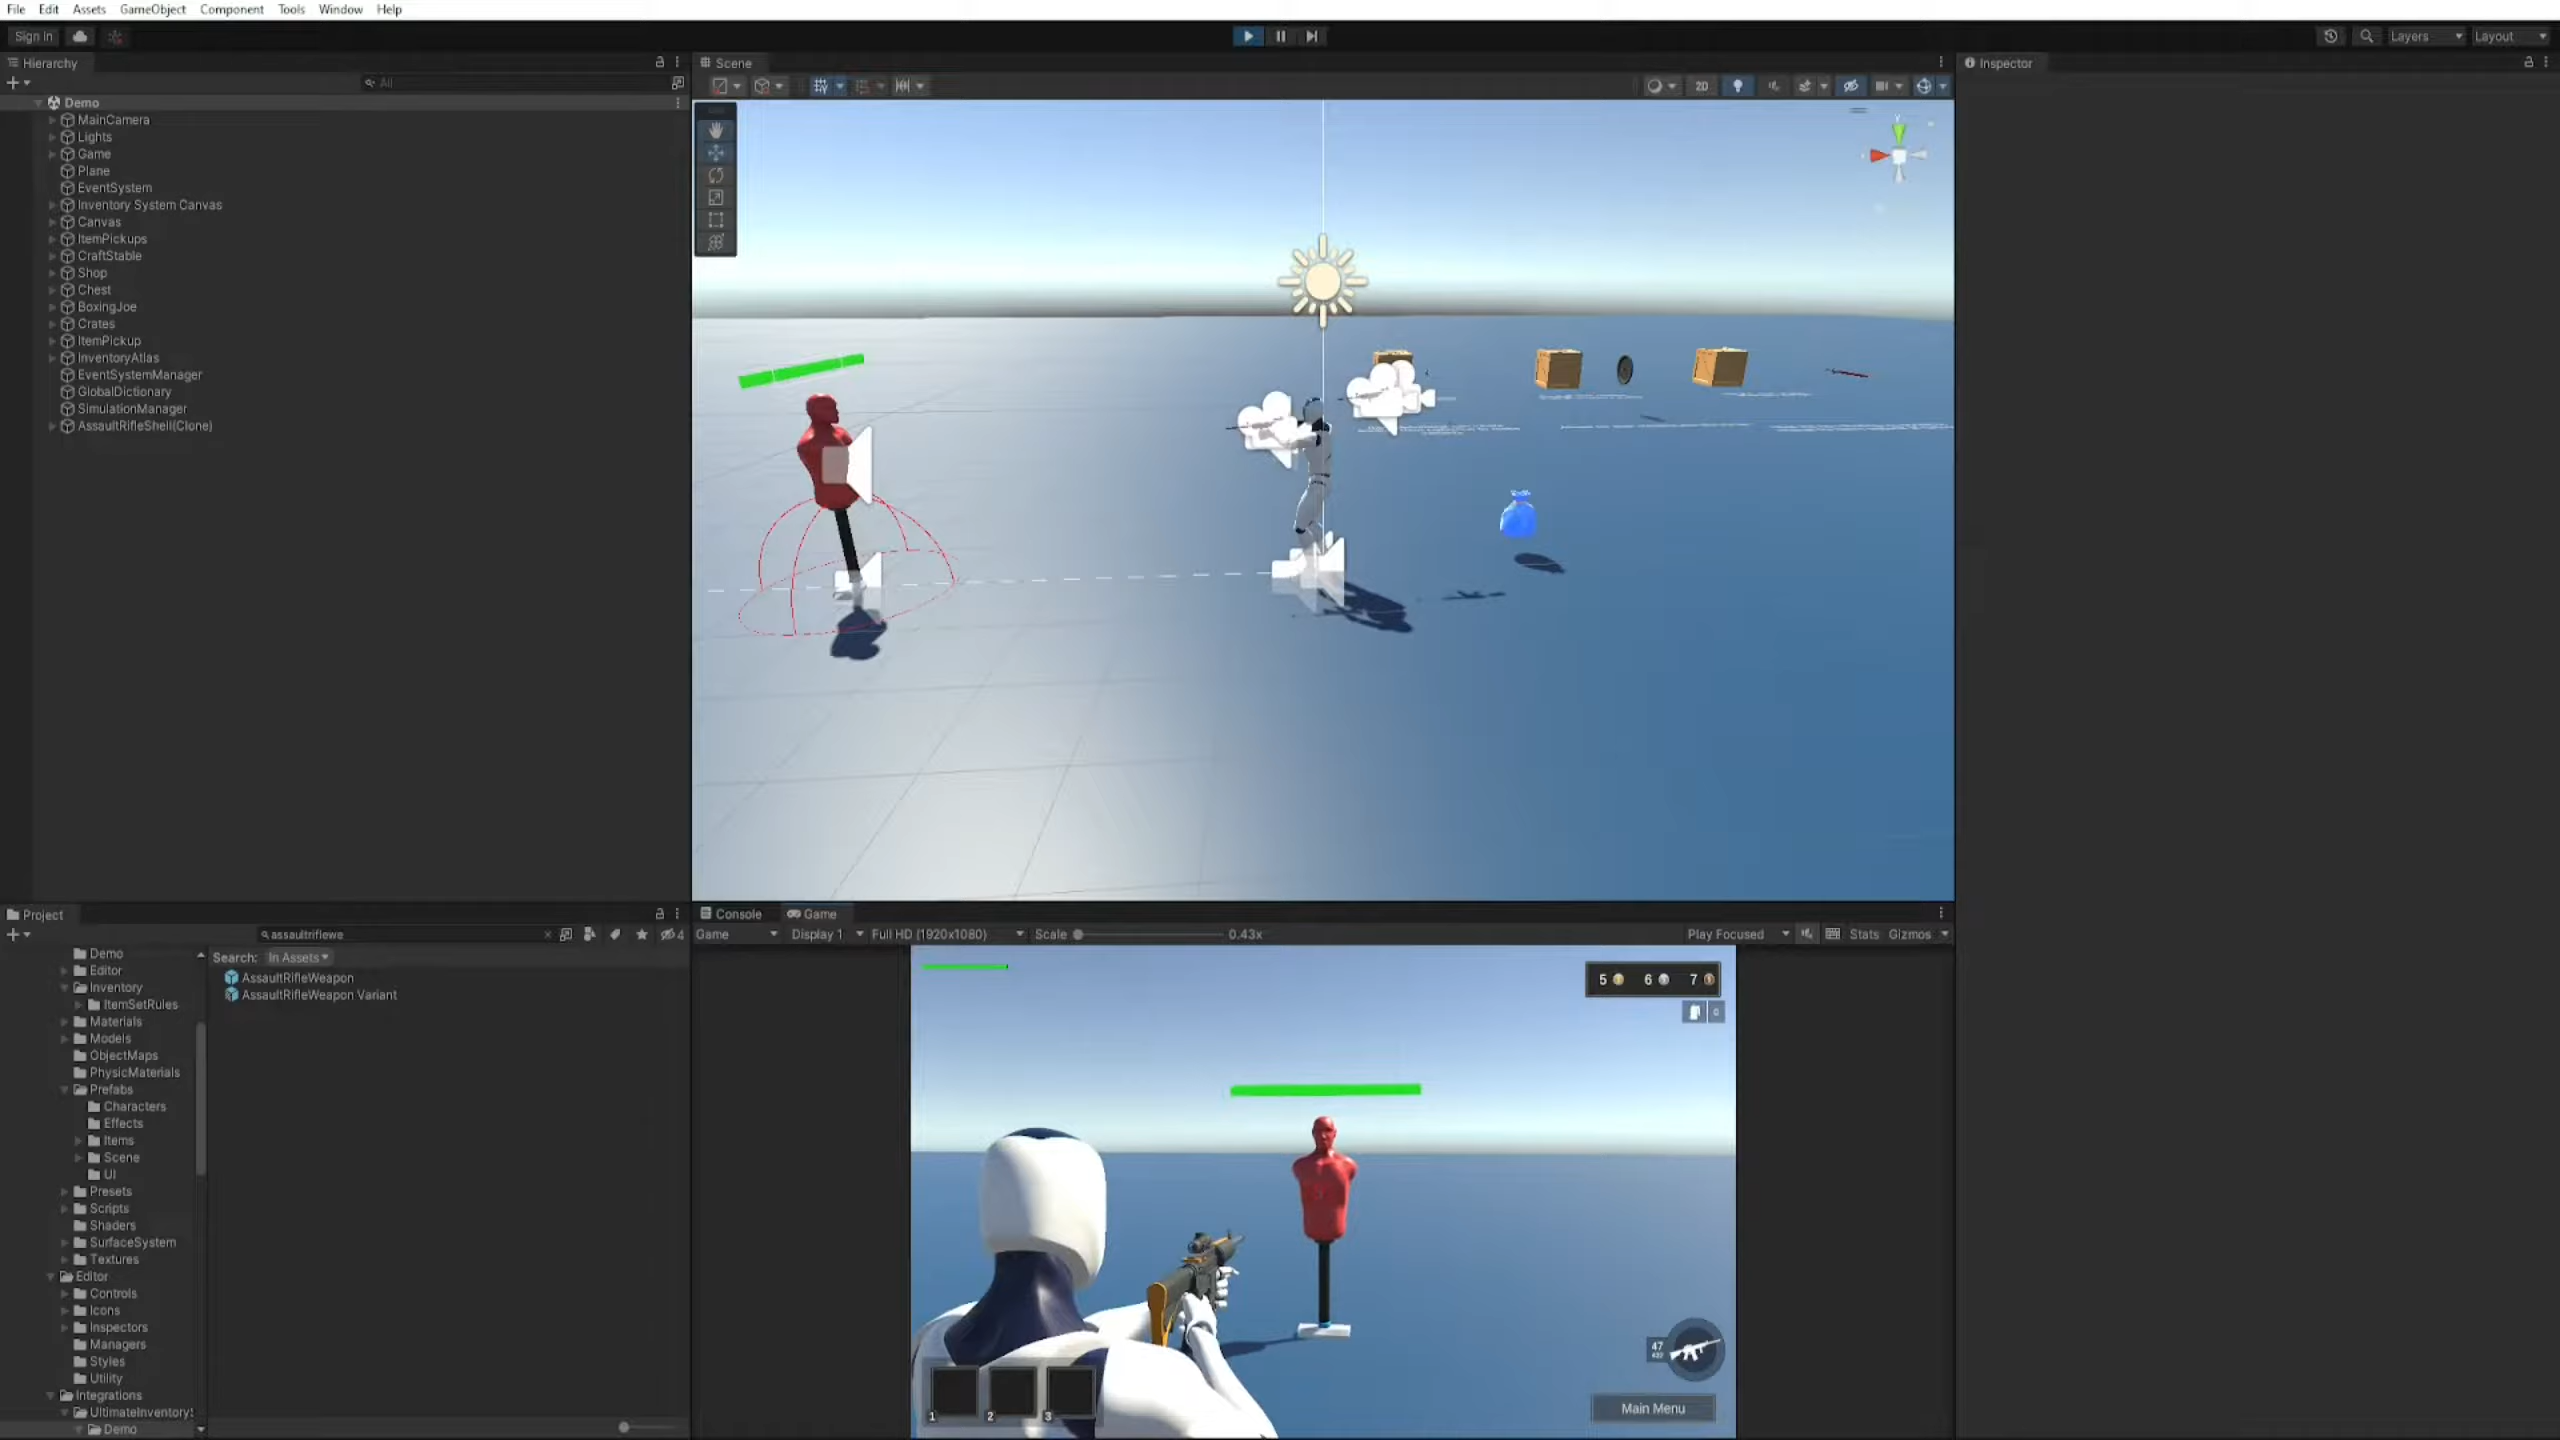 File Edit Assets GameObject Component Tools Window Help
Sign in
Layers Layout
Hierarchy
All
Demo
MainCamera
Lights
Game
Plane
EventSystem
Inventory System Canvas
Canvas
ItemPickups
CraftStable
Shop
Chest
BoxingJoe
Crates
ItemPickup
InventoryAtlas
EventSystemManager
GlobalDictionary
SimulationManager
AssaultRifleShell(Clone)
Scene
2D
Y
Inspector
Project
assaultriflewe
4
Demo
Editor
Inventory
ItemSetRules
Materials
Models
ObjectMaps
PhysicMaterials
Prefabs
Characters
Effects
Items
Scene
UI
Presets
Scripts
Shaders
SurfaceSystem
Textures
Editor
Controls
Icons
Inspectors
Managers
Styles
Utility
Integrations
UltimateInventory
Demo
Search: In Assets
AssaultRifleWeapon
AssaultRifleWeapon Variant
Console Game
Game Display 1 Full HD (1920x1080) Scale 0.43x Play Focused Stats Gizmos
5 6 7
0
47
1 2 3
Main Menu